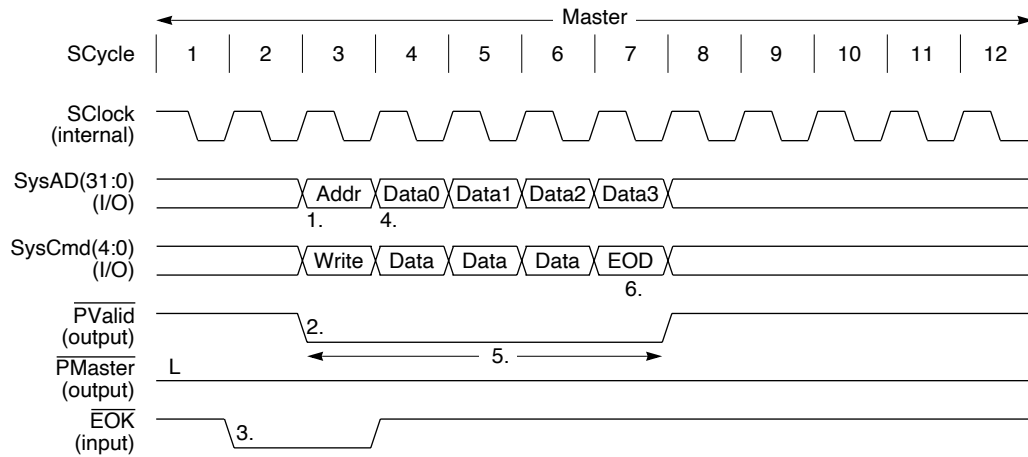 Master
SCycle 1 2 3 4 5 6 7 8 9 10 11 12
SClock
(internal)
SysAD(31:0)
(I/O)
Addr Data0 Data1 Data2 Data3
1. 4.
SysCmd(4:0)
(I/O)
Write Data Data Data EOD
6.
PValid
(output)
2.
5.
PMaster
(output)
L
EOK
(input)
3.